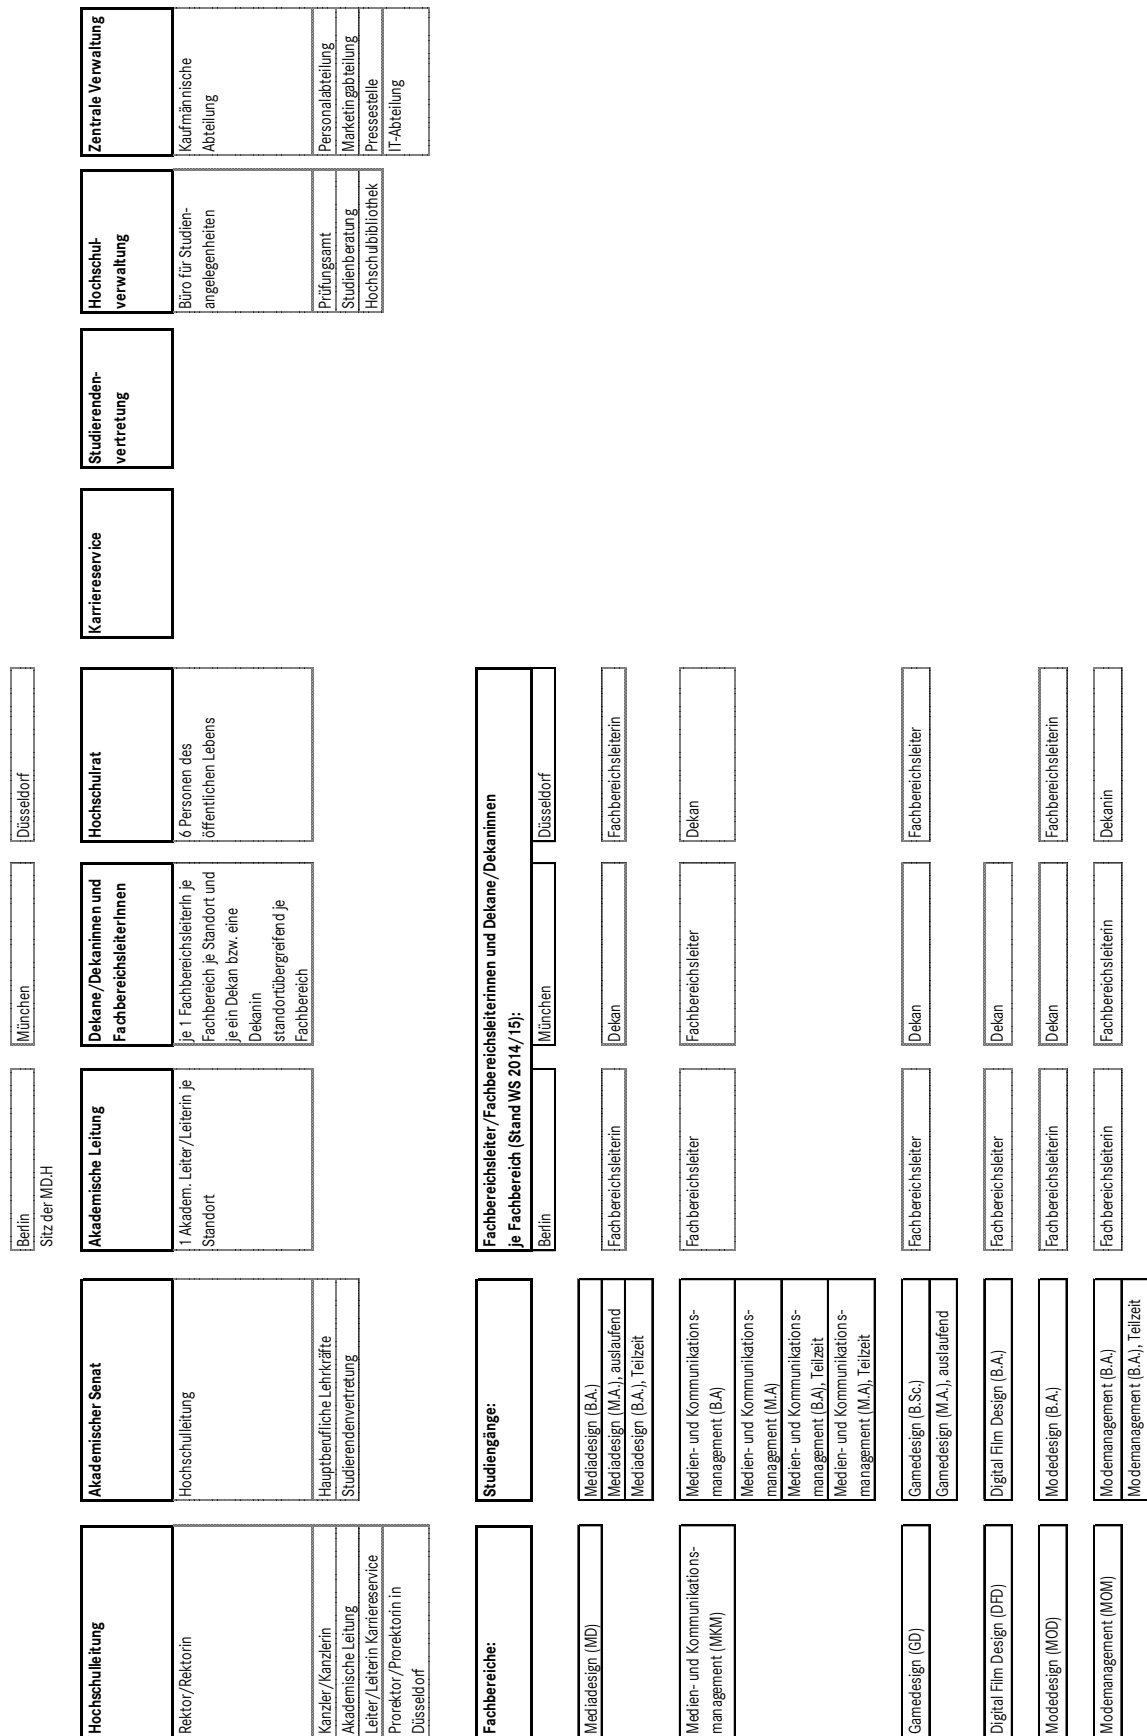 Berlin
München
Düsseldorf
Sitz der MD.H
Hochschulleitung
Rektor/Rektorin
Kanzler/Kanzlerin
Akademische Leitung
Leiter/Leiterin Karriereservice
Prorektor/Prorektorin in
Düsseldorf
Akademischer Senat
Hochschulleitung
Hauptberufliche Lehrkräfte
Studierendenvertretung
Akademische Leitung
1 Akadem. Leiter/Leiterin je
Standort
Dekane/Dekaninnen und
FachbereichsleiterInnen
je 1 FachbereichsleiterIn je
Fachbereich je Standort und
je ein Dekan bzw. eine
Dekanin
standortübergreifend je
Fachbereich
Hochschulrat
6 Personen des
öffentlichen Lebens
Karriereservice
Studierenden-
vertretung
Hochschul-
verwaltung
Büro für Studien-
angelegenheiten
Prüfungsamt
Studienberatung
Hochschulbibliothek
Zentrale Verwaltung
Kaufmännische
Abteilung
Personalabteilung
Marketingabteilung
Pressestelle
IT-Abteilung
Fachbereiche:
Studiengänge:
Fachbereichsleiter/Fachbereichsleiterinnen und Dekane/Dekaninnen
je Fachbereich (Stand WS 2014/15):
Berlin
München
Düsseldorf
Mediadesign (MD)
Mediadesign (B.A.)
Mediadesign (M.A.), auslaufend
Mediadesign (B.A.), Teilzeit
Fachbereichsleiterin
Dekan
Fachbereichsleiterin
Medien- und Kommunikations-
management (MKM)
Medien- und Kommunikations-
management (B.A)
Medien- und Kommunikations-
management (M.A)
Medien- und Kommunikations-
management (B.A), Teilzeit
Medien- und Kommunikations-
management (M.A), Teilzeit
Fachbereichsleiter
Fachbereichsleiter
Dekan
Gamedesign (GD)
Gamedesign (B.Sc.)
Gamedesign (M.A.), auslaufend
Fachbereichsleiter
Dekan
Fachbereichsleiter
Digital Film Design (DFD)
Digital Film Design (B.A.)
Fachbereichsleiter
Dekan
Modedesign (MOD)
Modedesign (B.A.)
Fachbereichsleiterin
Dekan
Fachbereichsleiterin
Modemanagement (MOM)
Modemanagement (B.A.)
Modemanagement (B.A.), Teilzeit
Fachbereichsleiterin
Fachbereichsleiterin
Dekanin